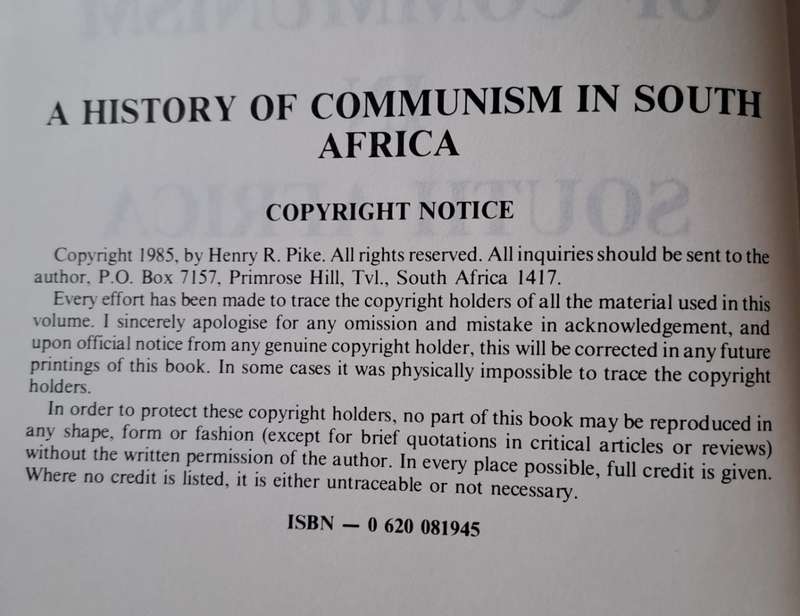 A HISTORY OF COMMUNISM IN SOUTH
AFRICA
COPYRIGHT NOTICE
Copyright 1985, by Henry R. Pike. All rights reserved. All inquiries should be sent to the
author, P.O. Box 7157, Primrose Hill, Tvl., South Africa 1417.
Every effort has been made to trace the copyright holders of all the material used in this
volume. I sincerely apologise for any omission and mistake in acknowledgement, and
upon official notice from any genuine copyright holder, this will be corrected in any future
printings of this book. In some cases it was physically impossible to trace the copyright
holders.
In order to protect these copyright holders, no part of this book may be reproduced in
any shape, form or fashion (except for brief quotations in critical articles or reviews)
without the written permission of the author. In every place possible, full credit is given.
Where no credit is listed, it is either untraceable or not necessary.
ISBN — 0 620 081945